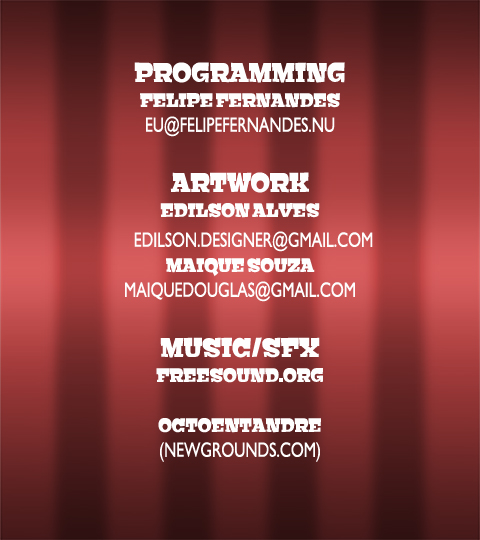 PROGRAMMING
FELIPE FERNANDES
EU@FELIPEFERNANDES.NU
ARTWORK
EDILSON ALVES
EDILSON.DESIGNER@GMAIL.COM
MAIQUE SOUZA
MAIQUEDOUGLAS@GMAIL.COM
MUSIC/SFX
FREESOUND.ORG
OCTOENTANDRE
(NEWGROUNDS.COM)